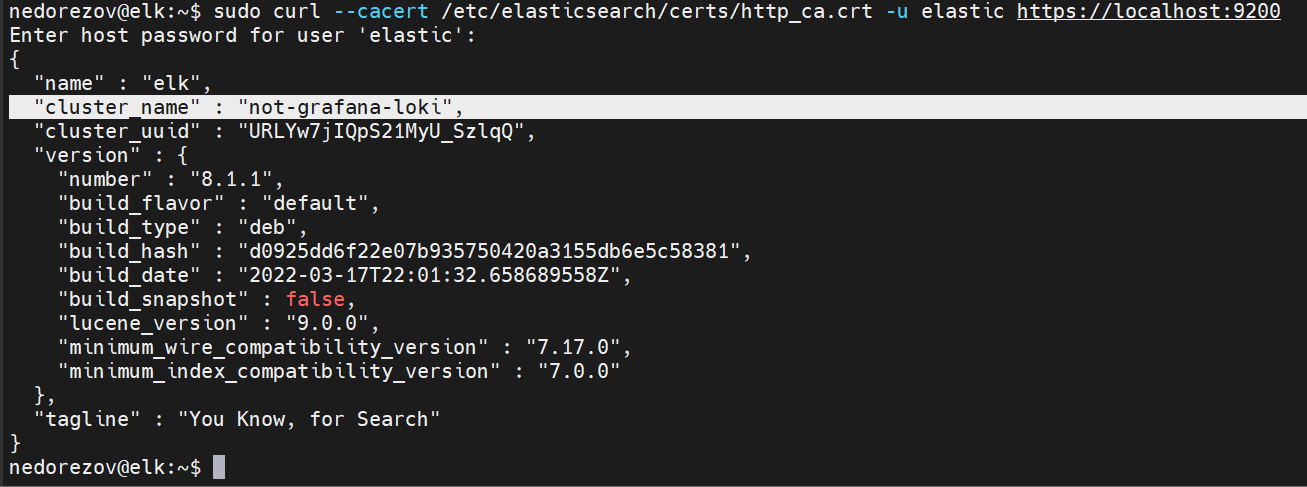 nedorezov@elk:~$ sudo curl --cacert /etc/elasticsearch/certs/http_ca.crt -u elastic https://localhost:9200
Enter host password for user 'elastic':
{
  "name" : "elk",
  "cluster_name" : "not-grafana-loki",
  "cluster_uuid" : "URLYw7jIQpS21MyU_SzlqQ",
  "version" : {
    "number" : "8.1.1",
    "build_flavor" : "default",
    "build_type" : "deb",
    "build_hash" : "d0925dd6f22e07b935750420a3155db6e5c58381",
    "build_date" : "2022-03-17T22:01:32.658689558Z",
    "build_snapshot" : false,
    "lucene_version" : "9.0.0",
    "minimum_wire_compatibility_version" : "7.17.0",
    "minimum_index_compatibility_version" : "7.0.0"
  },
  "tagline" : "You Know, for Search"
}
nedorezov@elk:~$